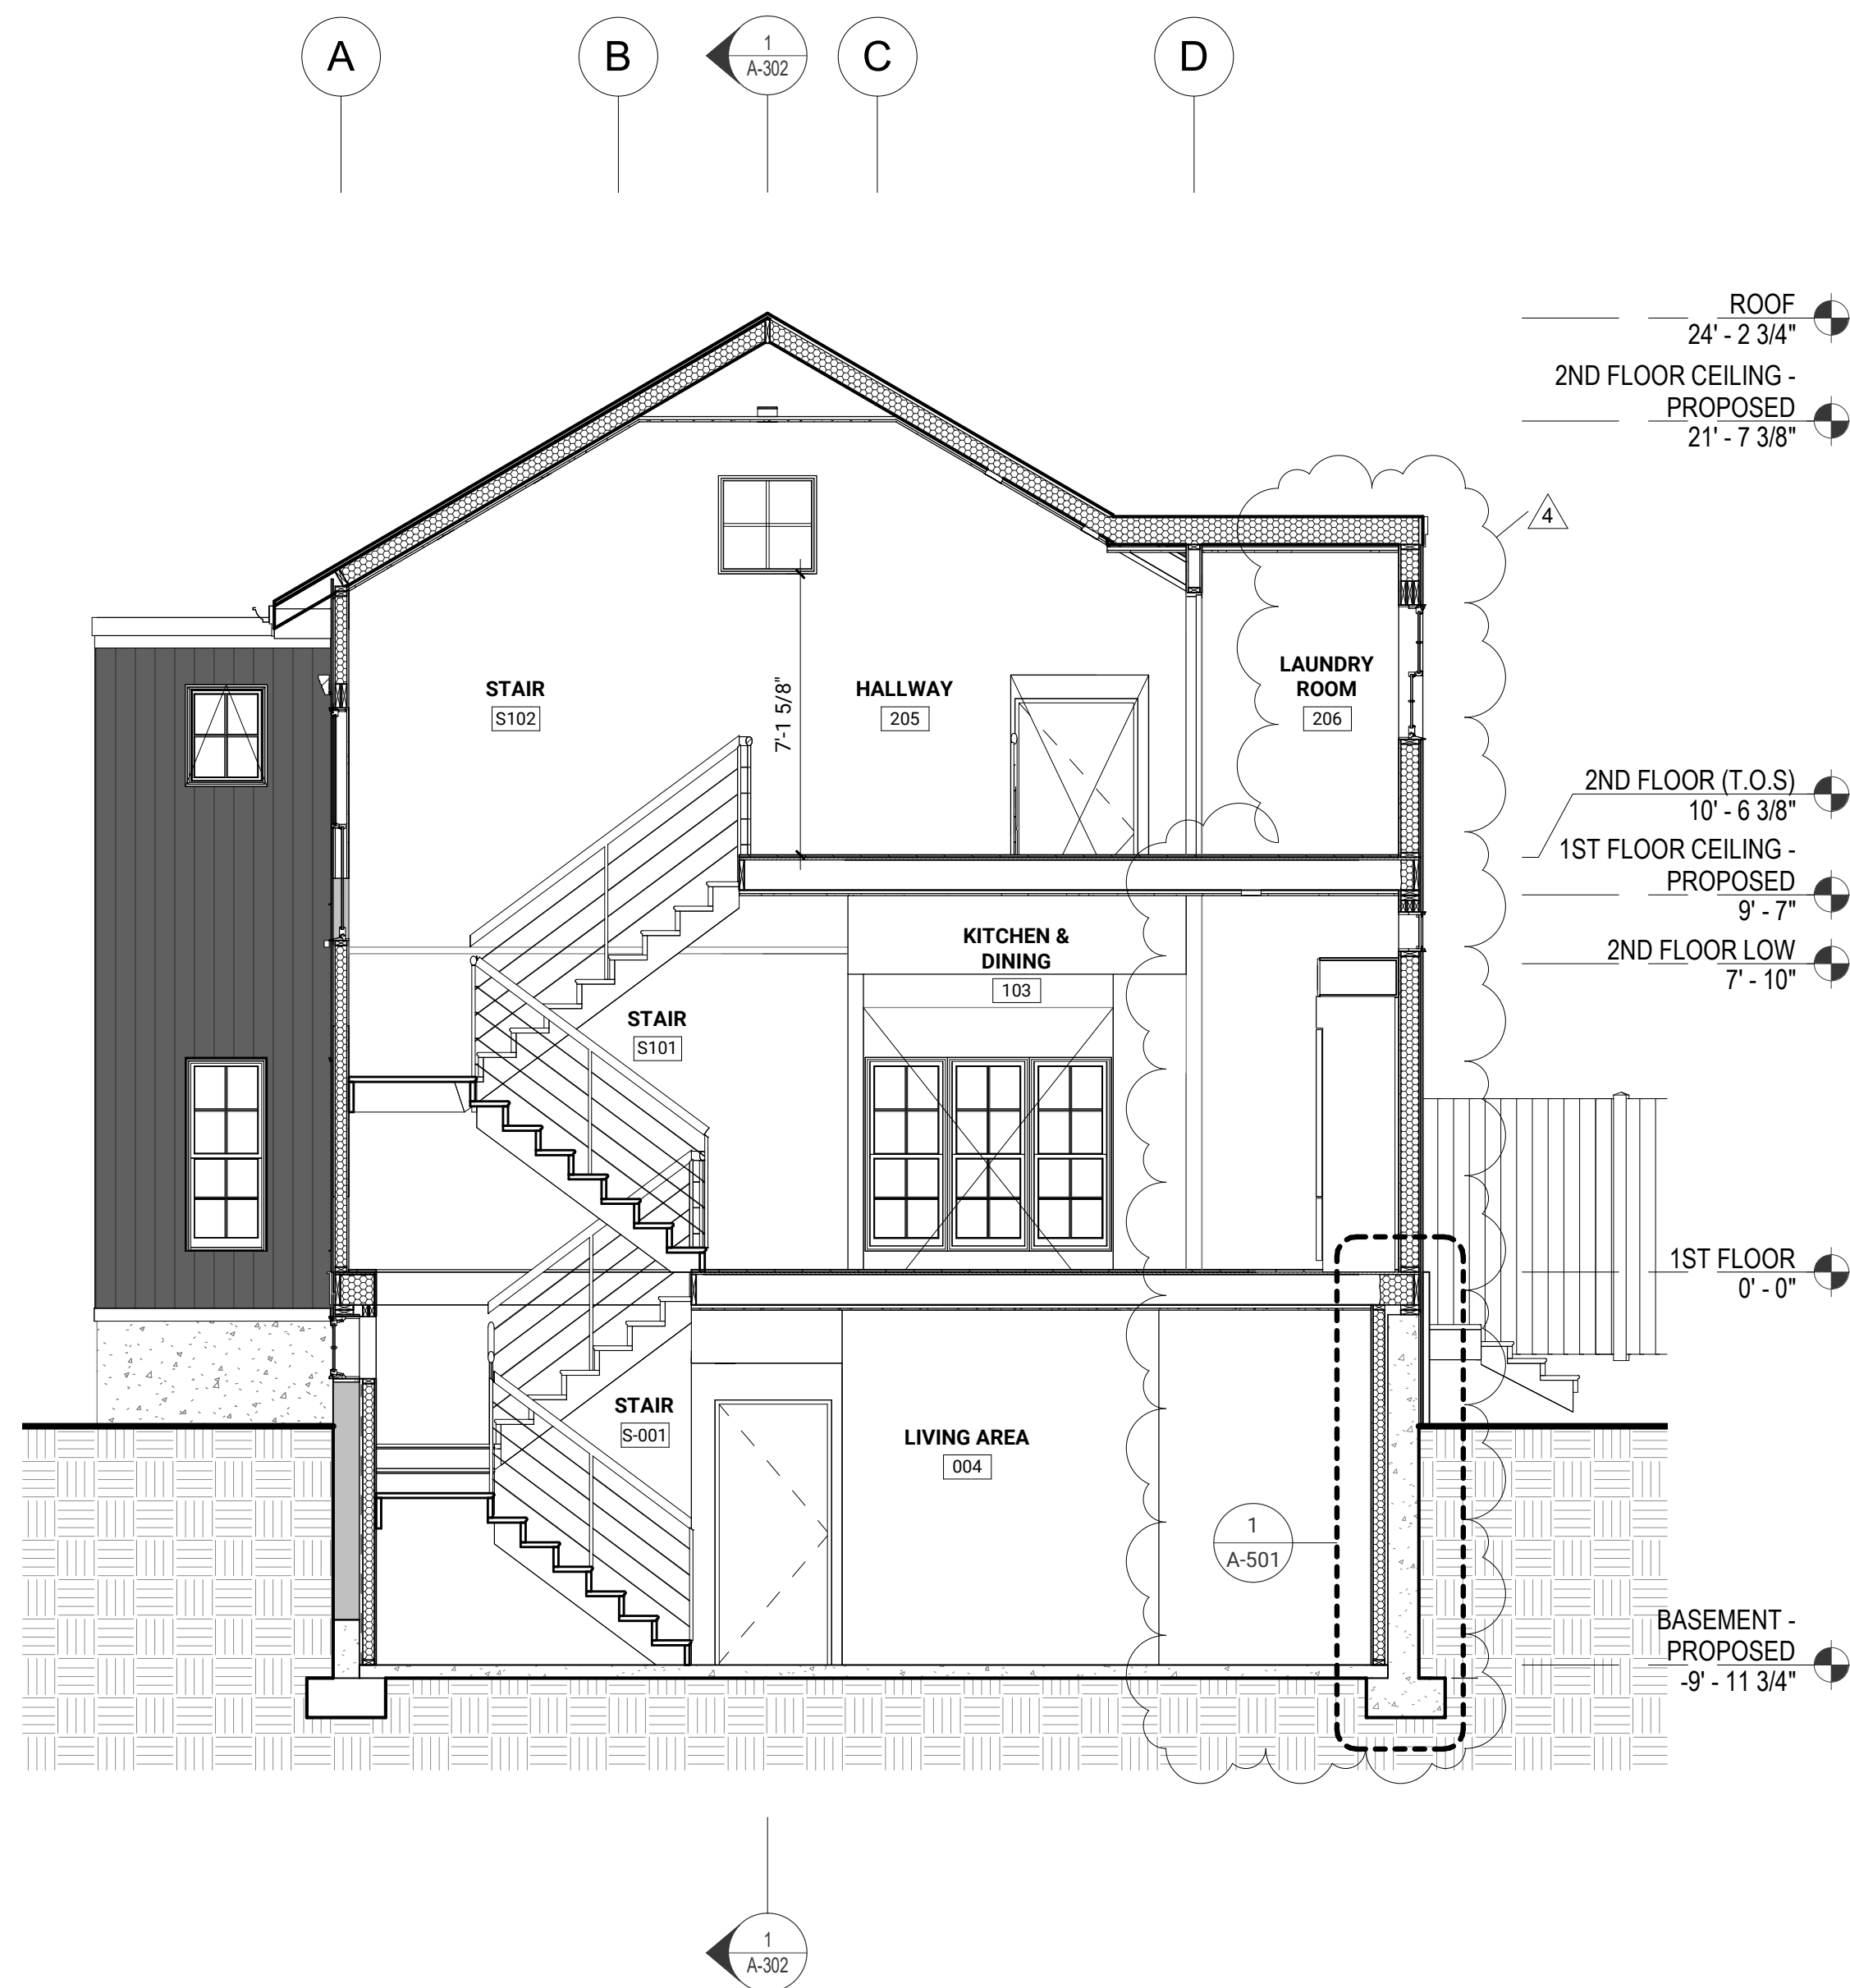 A
B
1
A-302
C
D
ROOF
24' - 2 3/4"
2ND FLOOR CEILING -
PROPOSED
21' - 7 3/8"
4
STAIR
S102
7'-1 5/8"
HALLWAY
205
LAUNDRY
ROOM
206
2ND FLOOR (T.O.S)
10' - 6 3/8"
1ST FLOOR CEILING -
PROPOSED
9' - 7"
KITCHEN &
DINING
103
2ND FLOOR LOW
7' - 10"
STAIR
S101
1ST FLOOR
0' - 0"
STAIR
S-001
LIVING AREA
004
1
A-501
BASEMENT -
PROPOSED
-9' - 11 3/4"
1
A-302